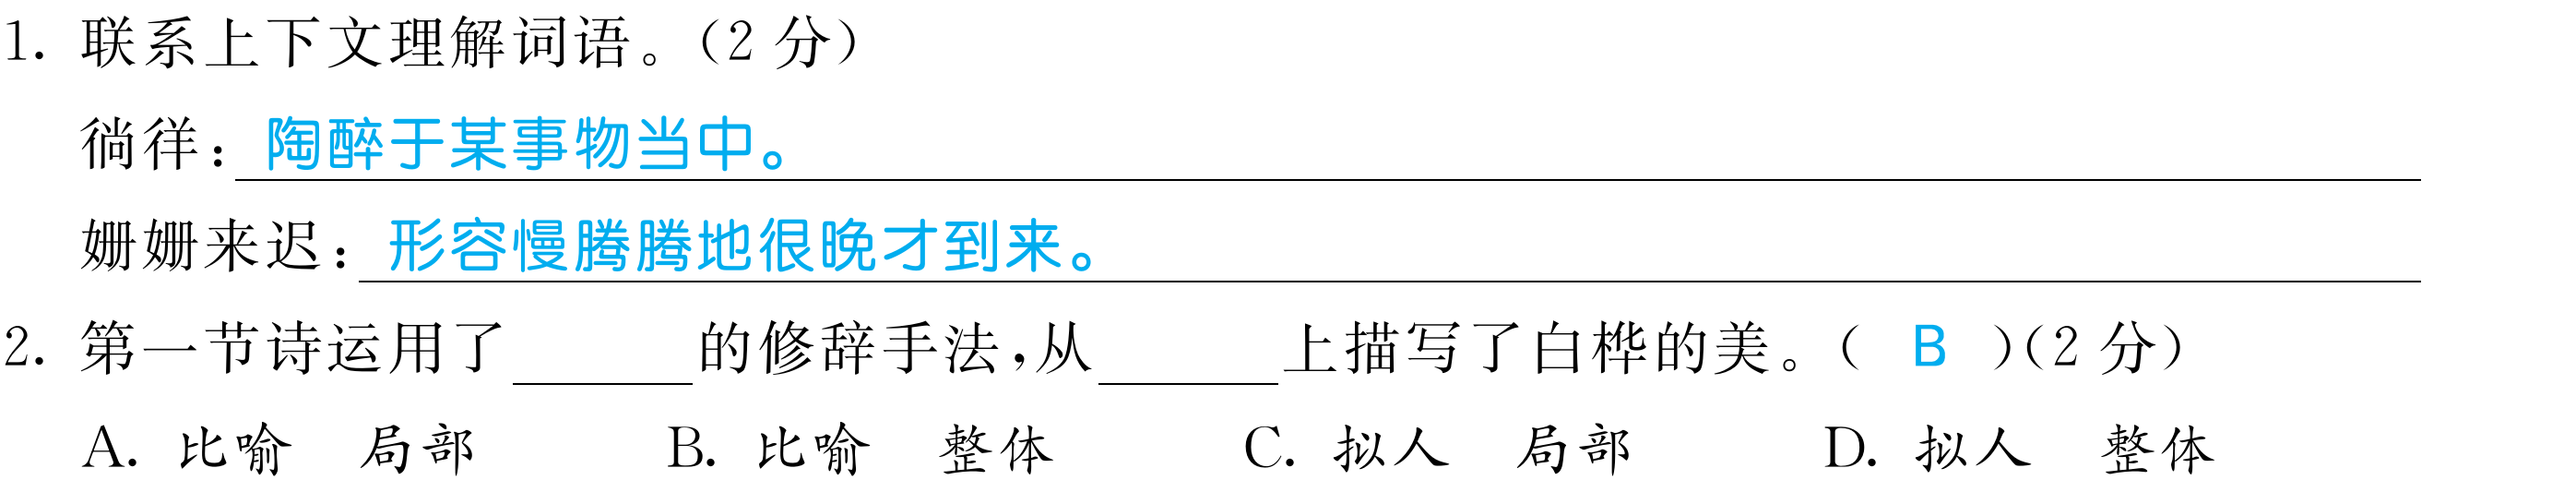 1. 联系上下文理解词语。(2 分)
徜徉: 陶醉于某事物当中。
姗姗来迟: 形容慢腾腾地很晚才到来。
2. 第一节诗运用了______的修辞手法,从______上描写了白桦的美。( B )(2 分)
A. 比喻 局部 B. 比喻 整体 C. 拟人 局部 D. 拟人 整体